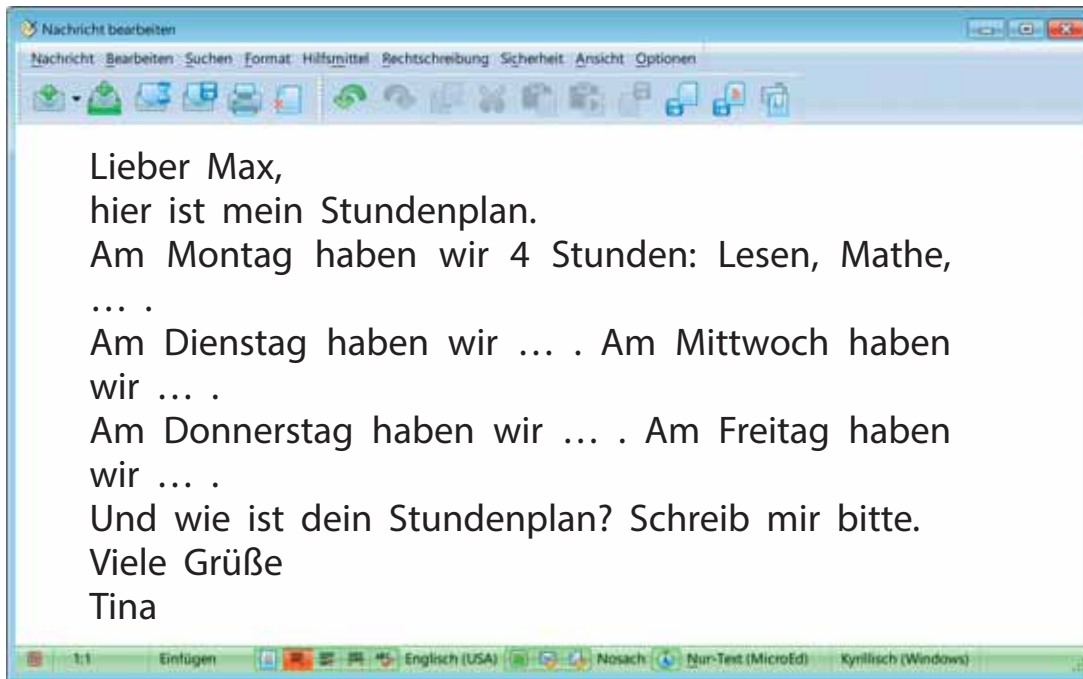 Nachricht bearbeiten
Nachricht Bearbeiten Suchen Format Hilfsmittel Rechtschreibung Sicherheit Ansicht Optionen
Lieber Max,
hier ist mein Stundenplan.
Am Montag haben wir 4 Stunden: Lesen, Mathe,
… .
Am Dienstag haben wir … . Am Mittwoch haben
wir … .
Am Donnerstag haben wir … . Am Freitag haben
wir … .
Und wie ist dein Stundenplan? Schreib mir bitte.
Viele Grüße
Tina
1:1 Einfügen Englisch (USA) Nosach Nur-Text (MicroEd) Kyrillisch (Windows)